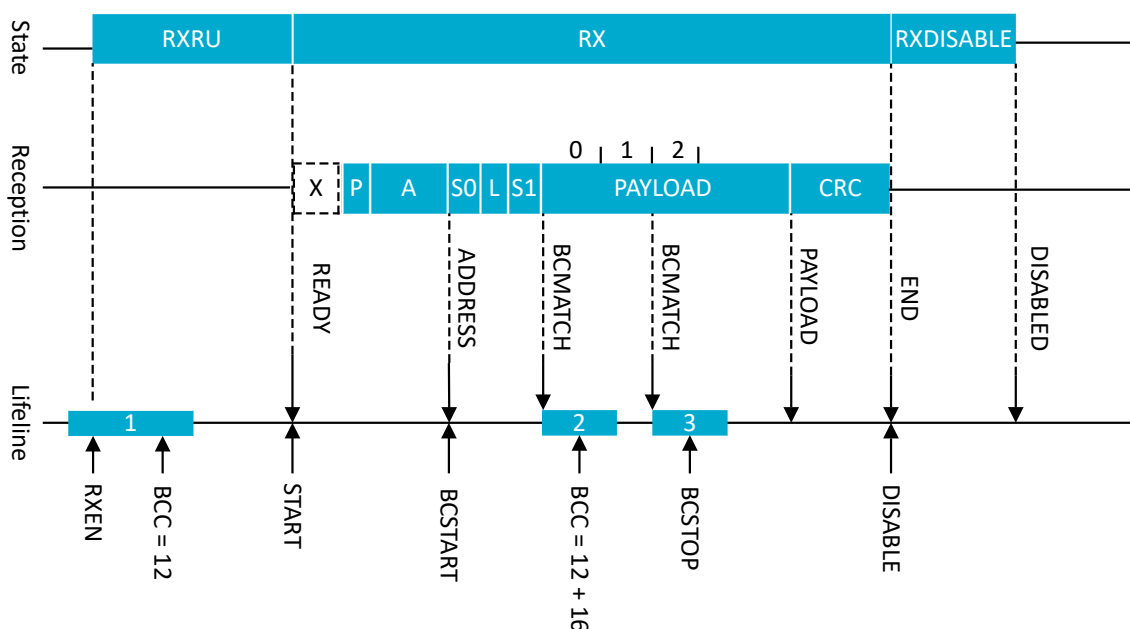 State
RXRU
RX
RXDISABLE
Reception
0
1
2
X
P
A
S0
L
S1
PAYLOAD
CRC
READY
ADDRESS
BCMATCH
BCMATCH
PAYLOAD
END
DISABLED
Lifeline
1
2
3
RXEN
BCC = 12
START
BCSTART
BCC = 12 + 16
BCSTOP
DISABLE